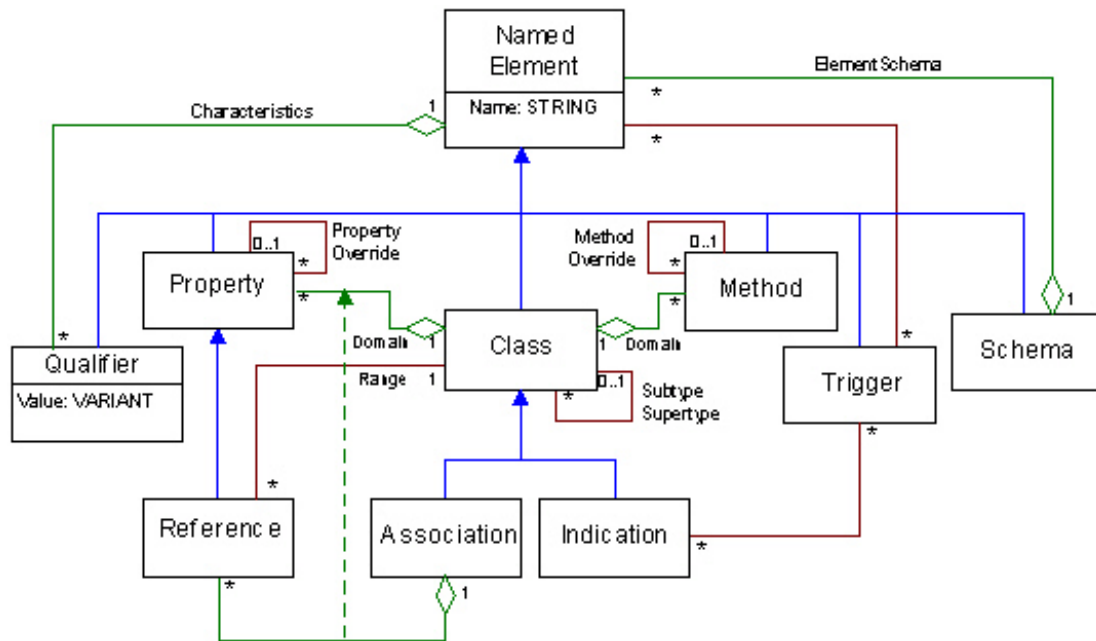 Named
Element
Name: STRING
Characteristics
1
*
Element Schema
*
1
*
Property
Override
0..1
*
Method
Override
0..1
*
Property
*
Method
*
Class
Domain
1
1
Domain
Qualifier
Value: VARIANT
*
Range
1
0..1
*
Subtype
Supertype
Trigger
*
*
Schema
Reference
*
*
Association
1
Indication
*